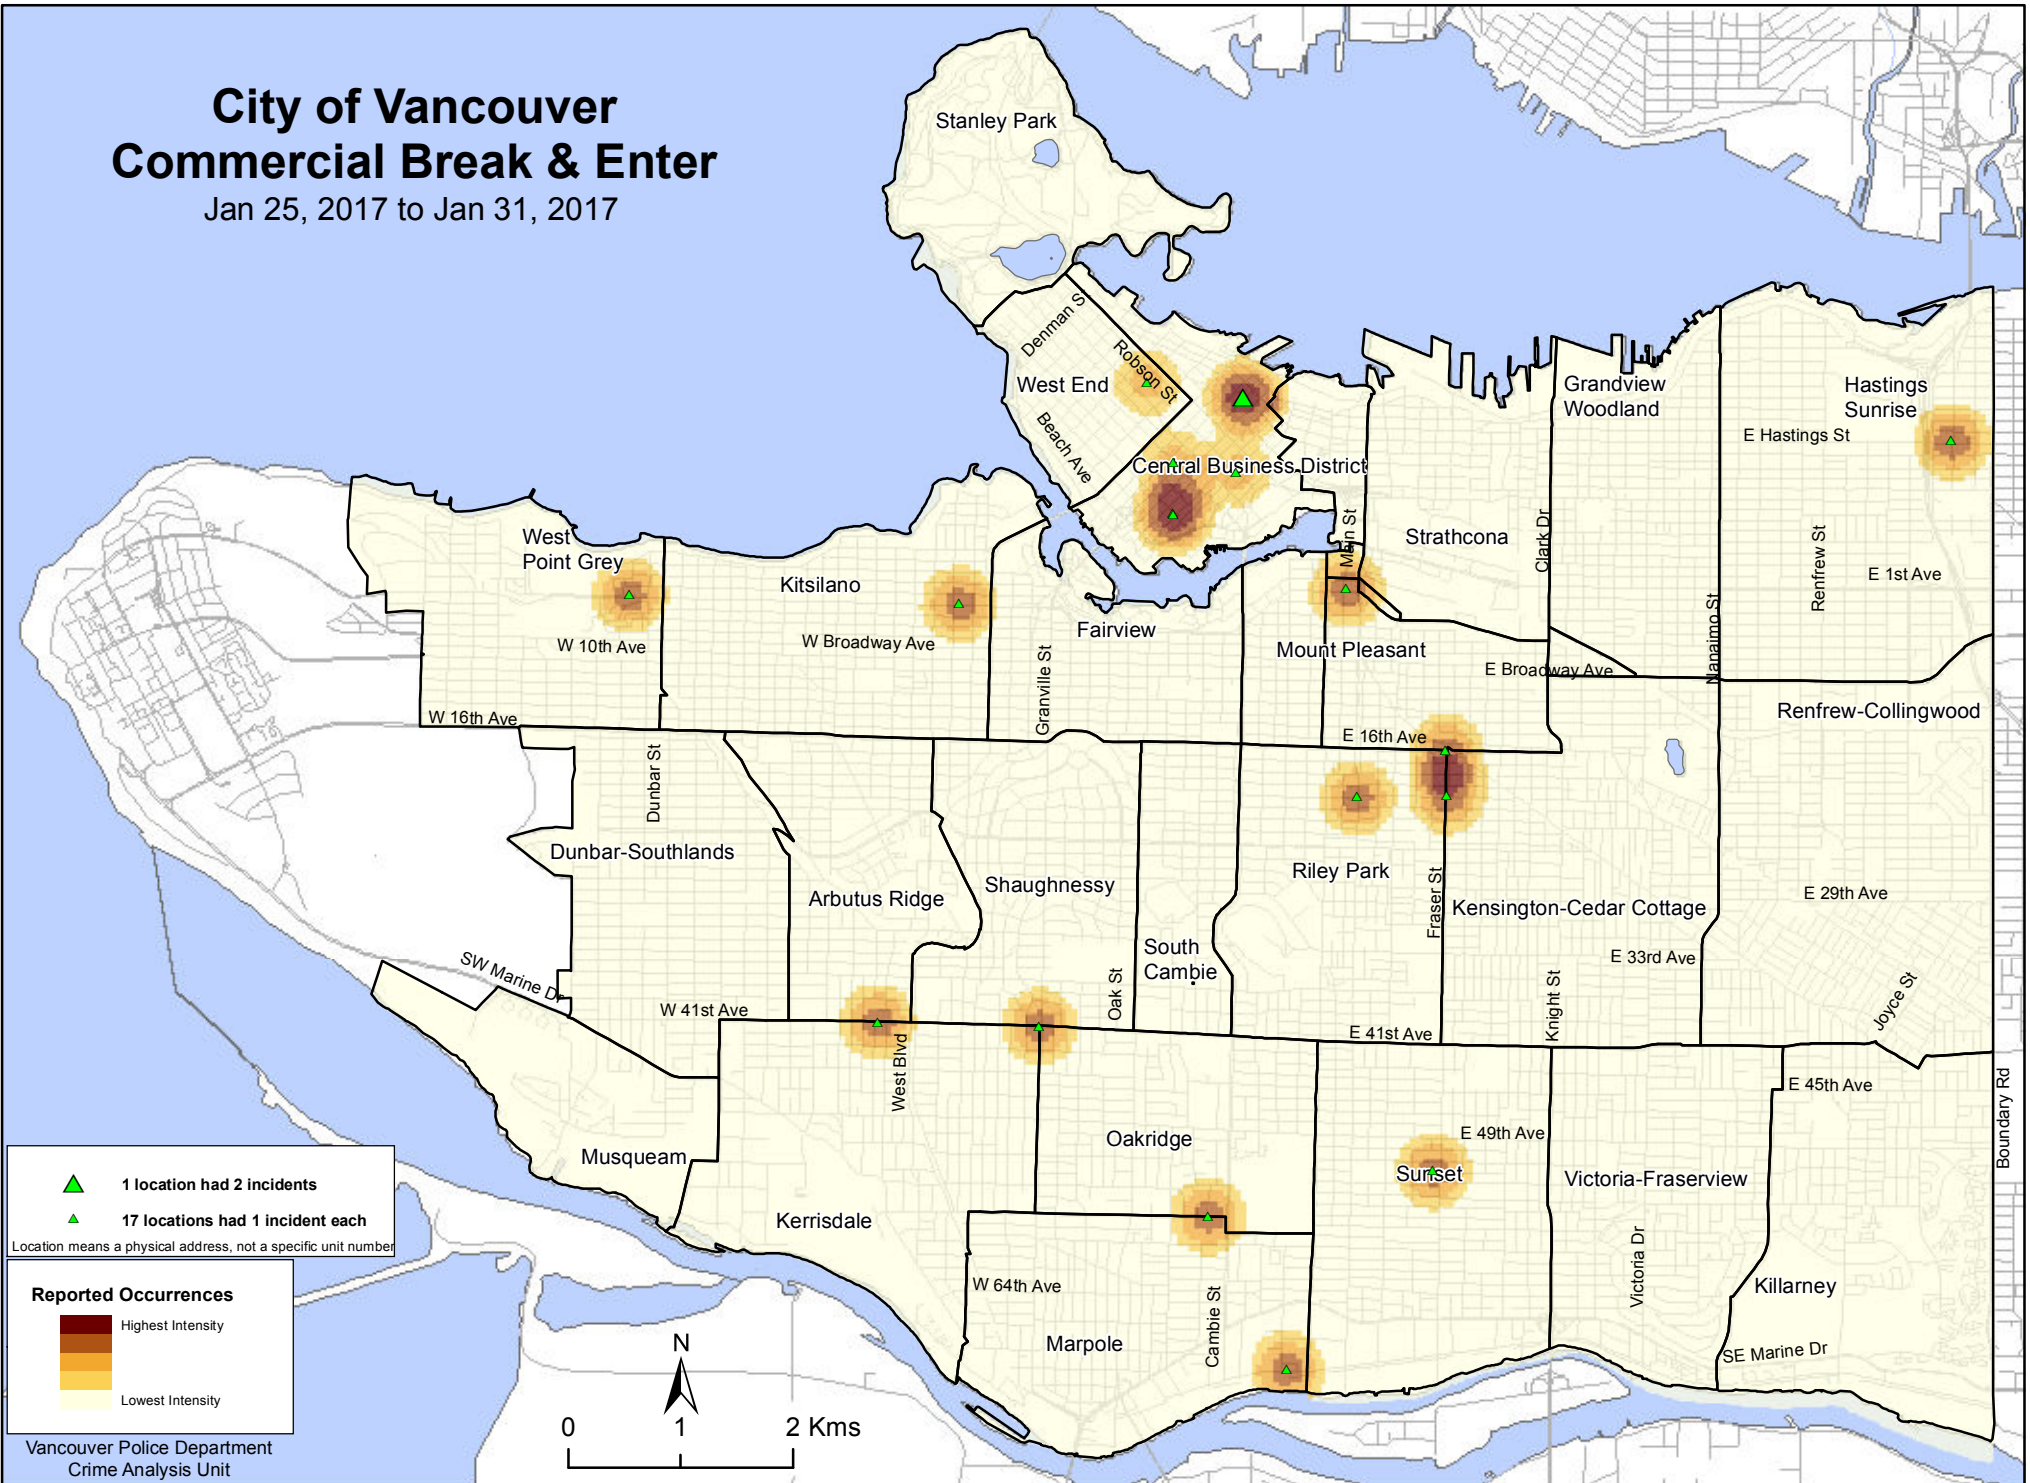 City of Vancouver
Commercial Break & Enter
Jan 25, 2017 to Jan 31, 2017
Stanley Park
Denman St
Robson St
West End
Beach Ave
Central Business District
Grandview
Woodland
Hastings
Sunrise
E Hastings St
West
Point Grey
Kitsilano
Fairview
Main St
Strathcona
Clark Dr
Renfrew St
E 1st Ave
Nanaimo St
W 10th Ave
W Broadway Ave
Granville St
Mount Pleasant
E Broadway Ave
W 16th Ave
E 16th Ave
Renfrew-Collingwood
Dunbar St
Dunbar-Southlands
Arbutus Ridge
Shaughnessy
Riley Park
Fraser St
Kensington-Cedar Cottage
E 29th Ave
South
Cambie
E 33rd Ave
SW Marine Dr
W 41st Ave
Oak St
E 41st Ave
Knight St
Joyce St
West Blvd
E 45th Ave
Boundary Rd
Musqueam
Oakridge
E 49th Ave
Sunset
Victoria-Fraserview
Kerrisdale
W 64th Ave
Victoria Dr
Killarney
Marpole
Cambie St
SE Marine Dr
1 location had 2 incidents
17 locations had 1 incident each
Location means a physical address, not a specific unit number
Reported Occurrences
Highest Intensity
Lowest Intensity
N
0 1 2 Kms
Vancouver Police Department
Crime Analysis Unit